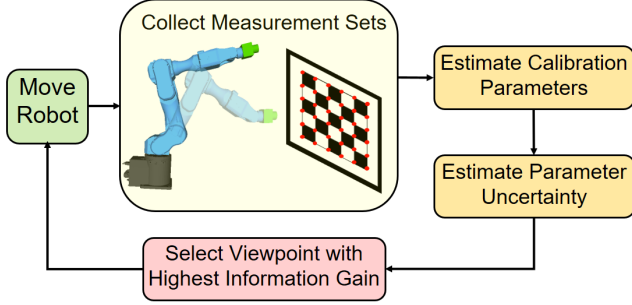 Collect Measurement Sets
Move
Robot
Estimate Calibration
Parameters
Estimate Parameter
Uncertainty
Select Viewpoint with
Highest Information Gain